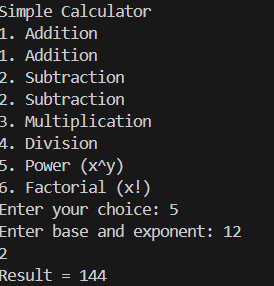 Simple Calculator
1. Addition
1. Addition
2. Subtraction
2. Subtraction
3. Multiplication
4. Division
5. Power (x^y)
6. Factorial (x!)
Enter your choice: 5
Enter base and exponent: 12
2
Result = 144